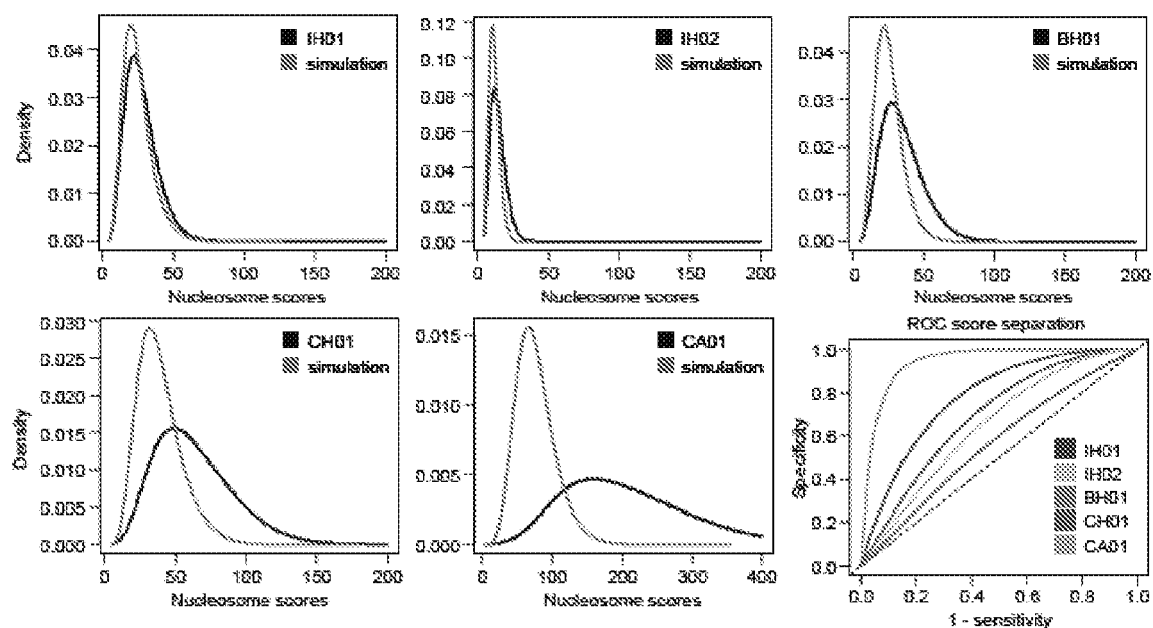 IH01
simulation
Density
0.04
0.03
0.02
0.01
0.00
0 50 100 150 200
Nucleosome scores
IH02
simulation
0.12
0.10
0.08
0.06
0.04
0.02
0.00
0 50 100 150 200
Nucleosome scores
BH01
simulation
0.04
0.03
0.02
0.01
0.00
0 50 100 150 200
Nucleosome scores
CH01
simulation
Density
0.030
0.025
0.020
0.015
0.010
0.005
0.000
0 50 100 150 200
Nucleosome scores
CA01
simulation
0.015
0.010
0.005
0.000
0 100 200 300 400
Nucleosome scores
ROC score separation
Specificity
1.0
0.8
0.6
0.4
0.2
0.0
IH01
IH02
BH01
CH01
CA01
0.0 0.2 0.4 0.6 0.8 1.0
1 - sensitivity